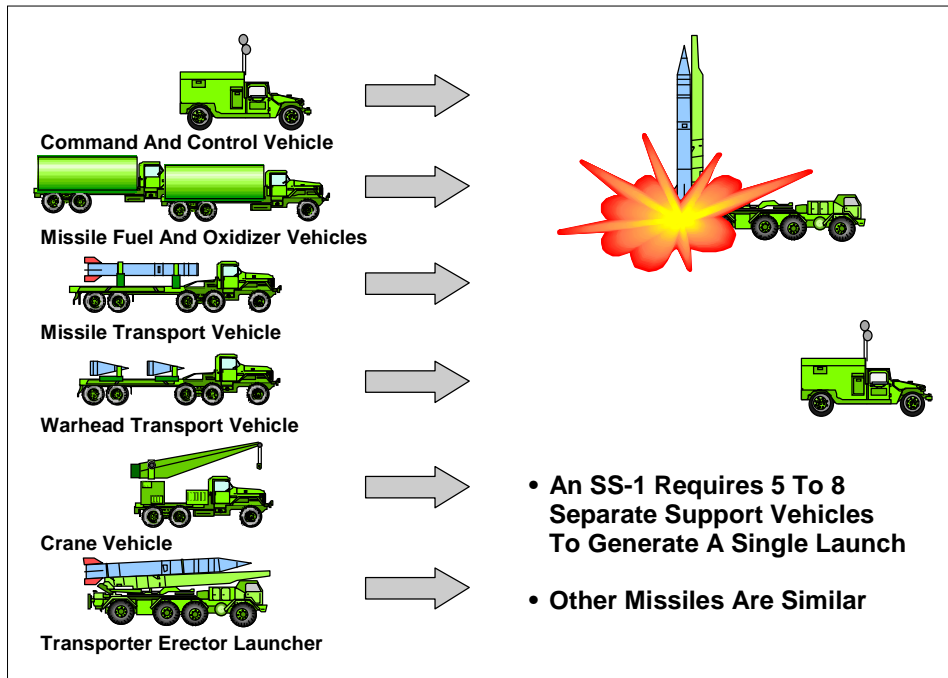 Command And Control Vehicle
Missile Fuel And Oxidizer Vehicles
Missile Transport Vehicle
Warhead Transport Vehicle
Crane Vehicle
Transporter Erector Launcher
• An SS-1 Requires 5 To 8
Separate Support Vehicles
To Generate A Single Launch
• Other Missiles Are Similar